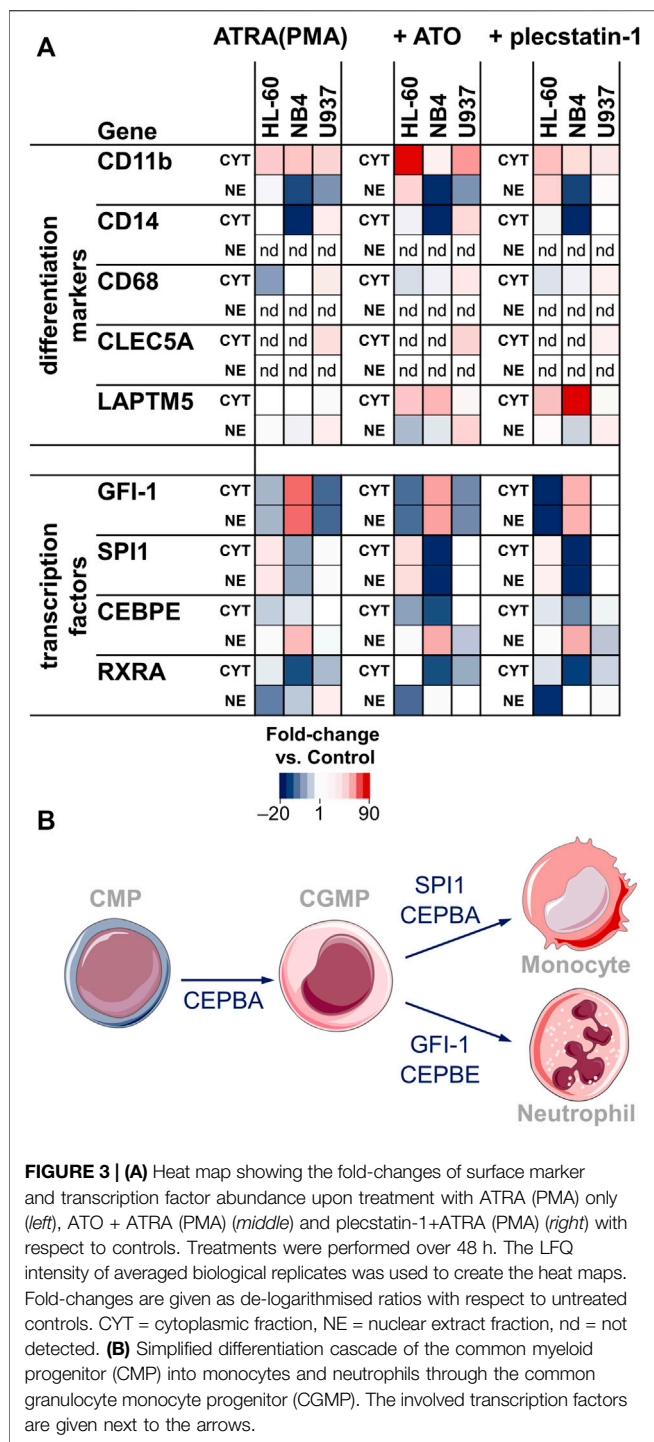 A
ATRA(PMA) + ATO + plecstatin-1
Gene HL-60 NB4 U937 HL-60 NB4 U937 HL-60 NB4 U937
differentiation markers
CD11b CYT CYT CYT
NE NE NE
CD14 CYT CYT CYT
NE nd nd nd NE nd nd nd NE nd nd nd
CD68 CYT CYT CYT
NE nd nd nd NE nd nd nd NE nd nd nd
CLEC5A CYT nd nd CYT nd nd CYT nd nd
NE nd nd nd NE nd nd nd NE nd nd nd
LAPTM5 CYT CYT CYT
NE NE NE
transcription factors
GFI-1 CYT CYT CYT
NE NE NE
SPI1 CYT CYT CYT
NE NE NE
CEBPE CYT CYT CYT
NE NE NE
RXRA CYT CYT CYT
NE NE NE
Fold-change
vs. Control
−20 1 90
B
CMP
CEPBA
CGMP
SPI1
CEPBA
Monocyte
GFI-1
CEPBE
Neutrophil
FIGURE 3 | (A) Heat map showing the fold-changes of surface marker
and transcription factor abundance upon treatment with ATRA (PMA) only
(left), ATO + ATRA (PMA) (middle) and plecstatin-1+ATRA (PMA) (right) with
respect to controls. Treatments were performed over 48 h. The LFQ
intensity of averaged biological replicates was used to create the heat maps.
Fold-changes are given as de-logarithmised ratios with respect to untreated
controls. CYT = cytoplasmic fraction, NE = nuclear extract fraction, nd = not
detected. (B) Simplified differentiation cascade of the common myeloid
progenitor (CMP) into monocytes and neutrophils through the common
granulocyte monocyte progenitor (CGMP). The involved transcription factors
are given next to the arrows.